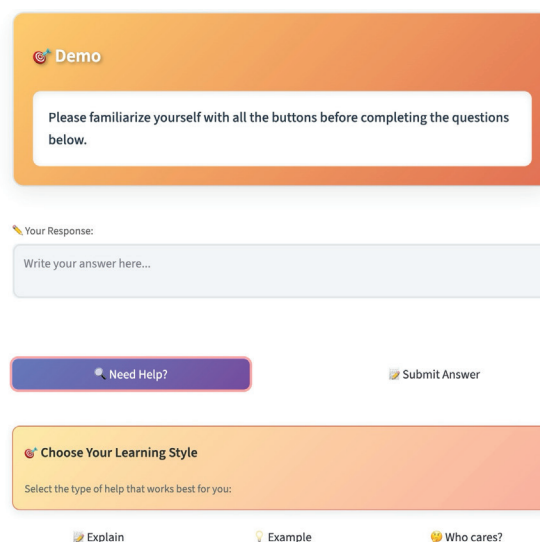 🎯 Demo
Please familiarize yourself with all the buttons before completing the questions
below.
✏️ Your Response:
Write your answer here...
🔍 Need Help?
📝 Submit Answer
🎯 Choose Your Learning Style
Select the type of help that works best for you:
📝 Explain
💡 Example
🤔 Who cares?